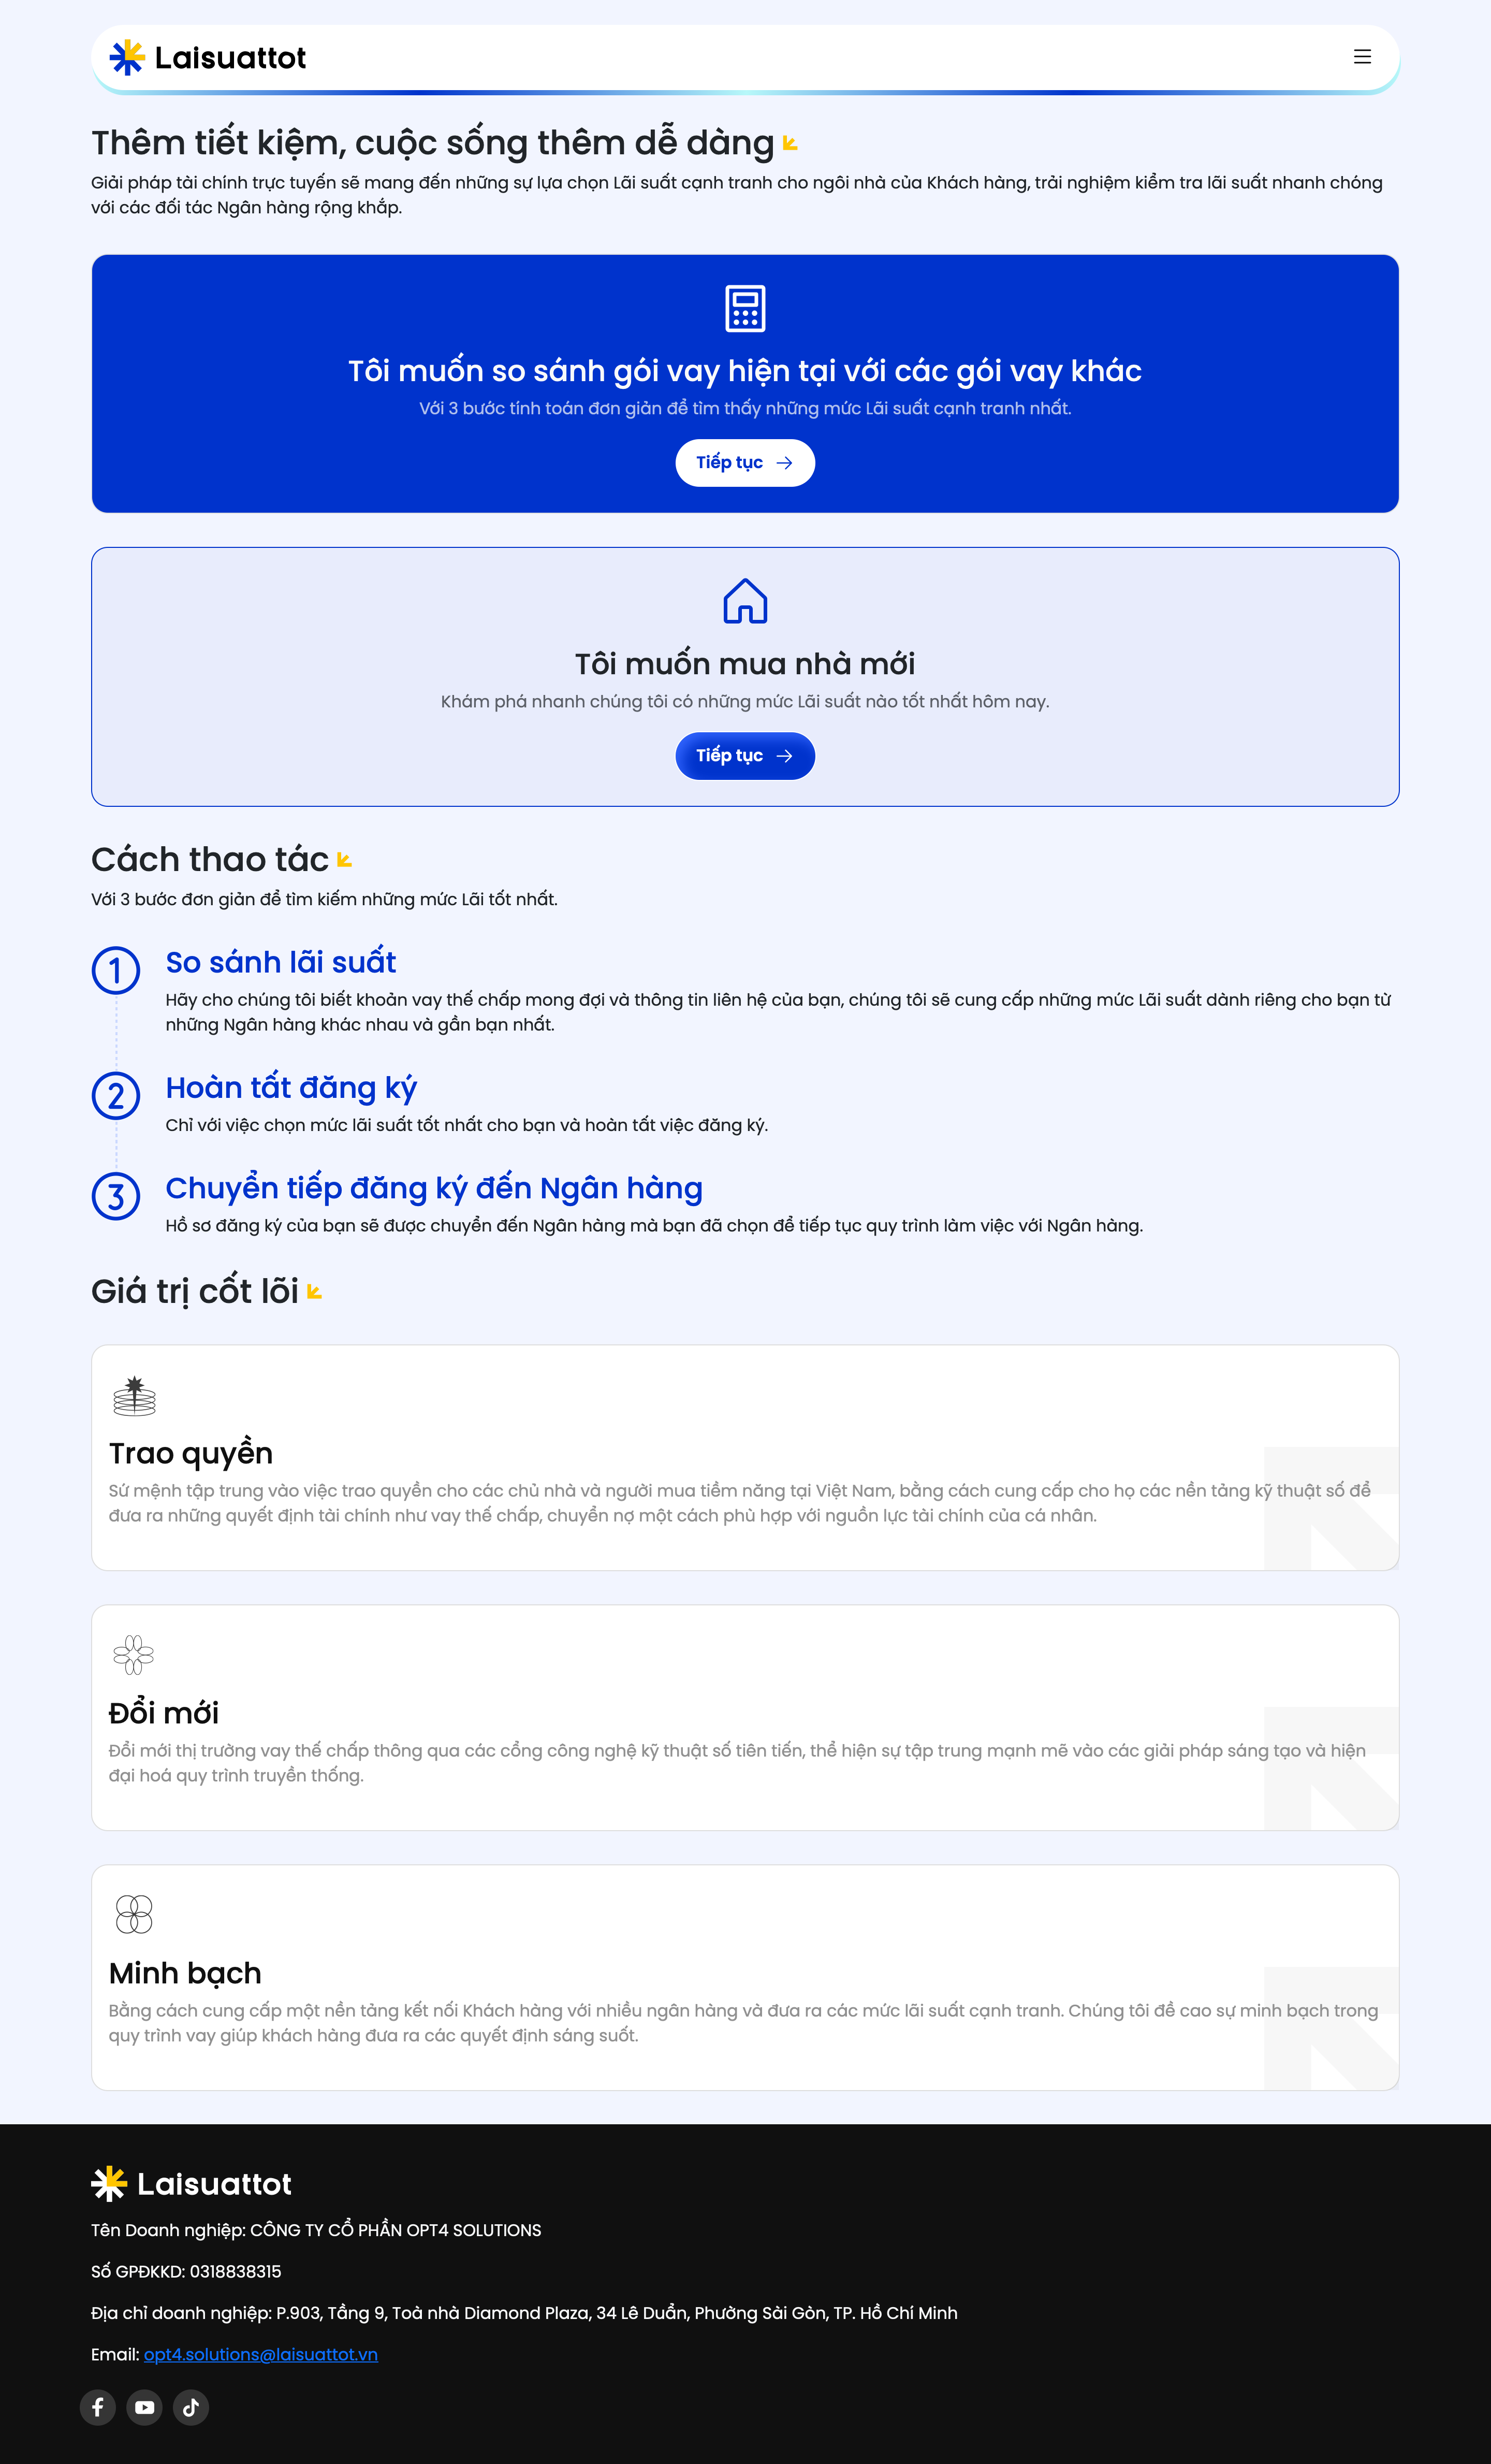 Laisuattot
Thêm tiết kiệm, cuộc sống thêm dễ dàng
Giải pháp tài chính trực tuyến sẽ mang đến những sự lựa chọn Lãi suất cạnh tranh cho ngôi nhà của Khách hàng, trải nghiệm kiểm tra lãi suất nhanh chóng
với các đối tác Ngân hàng rộng khắp.
Tôi muốn so sánh gói vay hiện tại với các gói vay khác
Với 3 bước tính toán đơn giản để tìm thấy những mức Lãi suất cạnh tranh nhất.
Tiếp tục
Tôi muốn mua nhà mới
Khám phá nhanh chúng tôi có những mức Lãi suất nào tốt nhất hôm nay.
Tiếp tục
Cách thao tác
Với 3 bước đơn giản để tìm kiếm những mức Lãi tốt nhất.
1
So sánh lãi suất
Hãy cho chúng tôi biết khoản vay thế chấp mong đợi và thông tin liên hệ của bạn, chúng tôi sẽ cung cấp những mức Lãi suất dành riêng cho bạn từ
những Ngân hàng khác nhau và gần bạn nhất.
2
Hoàn tất đăng ký
Chỉ với việc chọn mức lãi suất tốt nhất cho bạn và hoàn tất việc đăng ký.
3
Chuyển tiếp đăng ký đến Ngân hàng
Hồ sơ đăng ký của bạn sẽ được chuyển đến Ngân hàng mà bạn đã chọn để tiếp tục quy trình làm việc với Ngân hàng.
Giá trị cốt lõi
Trao quyền
Sứ mệnh tập trung vào việc trao quyền cho các chủ nhà và người mua tiềm năng tại Việt Nam, bằng cách cung cấp cho họ các nền tảng kỹ thuật số để
đưa ra những quyết định tài chính như vay thế chấp, chuyển nợ một cách phù hợp với nguồn lực tài chính của cá nhân.
Đổi mới
Đổi mới thị trường vay thế chấp thông qua các cổng công nghệ kỹ thuật số tiên tiến, thể hiện sự tập trung mạnh mẽ vào các giải pháp sáng tạo và hiện
đại hoá quy trình truyền thống.
Minh bạch
Bằng cách cung cấp một nền tảng kết nối Khách hàng với nhiều ngân hàng và đưa ra các mức lãi suất cạnh tranh. Chúng tôi đề cao sự minh bạch trong
quy trình vay giúp khách hàng đưa ra các quyết định sáng suốt.
Laisuattot
Tên Doanh nghiệp: CÔNG TY CỔ PHẦN OPT4 SOLUTIONS
Số GPĐKKD: 0318838315
Địa chỉ doanh nghiệp: P.903, Tầng 9, Toà nhà Diamond Plaza, 34 Lê Duẩn, Phường Sài Gòn, TP. Hồ Chí Minh
Email: opt4.solutions@laisuattot.vn